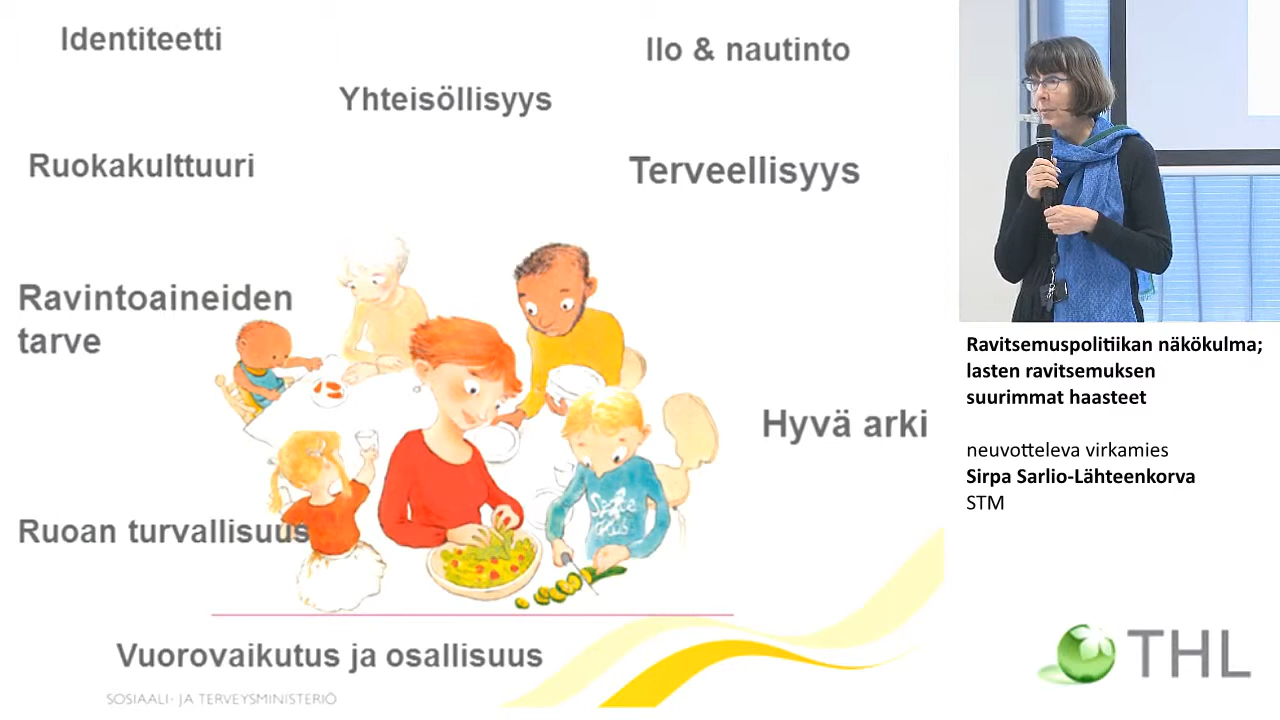 Identiteetti
Ilo & nautinto
Yhteisöllisyys
Ruokakulttuuri
Terveellisyys
Ravintoaineiden
tarve
Hyvä arki
Ruoan turvallisuus
Vuorovaikutus ja osallisuus
SOSIAALI- JA TERVEYSMINISTERIÖ
Ravitsemuspolitiikan näkökulma;
lasten ravitsemuksen
suurimmat haasteet
neuvotteleva virkamies
Sirpa Sarlio-Lähteenkorva
STM
THL